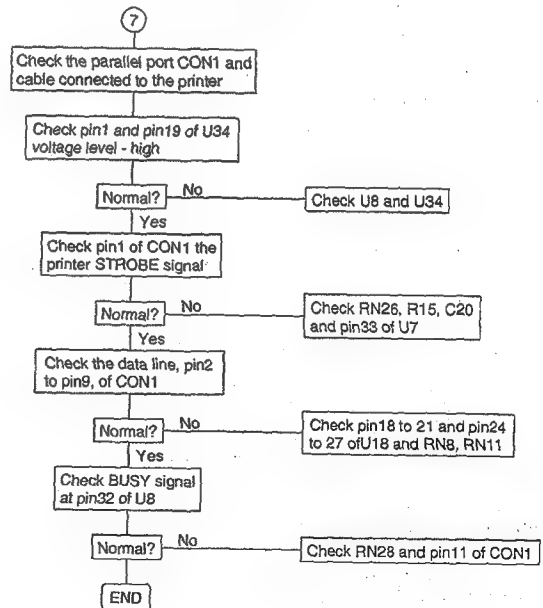 7
Check the parallel port CON1 and
cable connected to the printer
Check pin1 and pin19 of U34
voltage level - high
Normal?
No
Check U8 and U34
Yes
Check pin1 of CON1 the
printer STROBE signal
Normal?
No
Check RN26, R15, C20
and pin33 of U7
Yes
Check the data line, pin2
to pin9, of CON1
Normal?
No
Check pin18 to 21 and pin24
to 27 ofU18 and RN8, RN11
Yes
Check BUSY signal
at pin32 of U8
Normal?
No
Check RN28 and pin11 of CON1
END